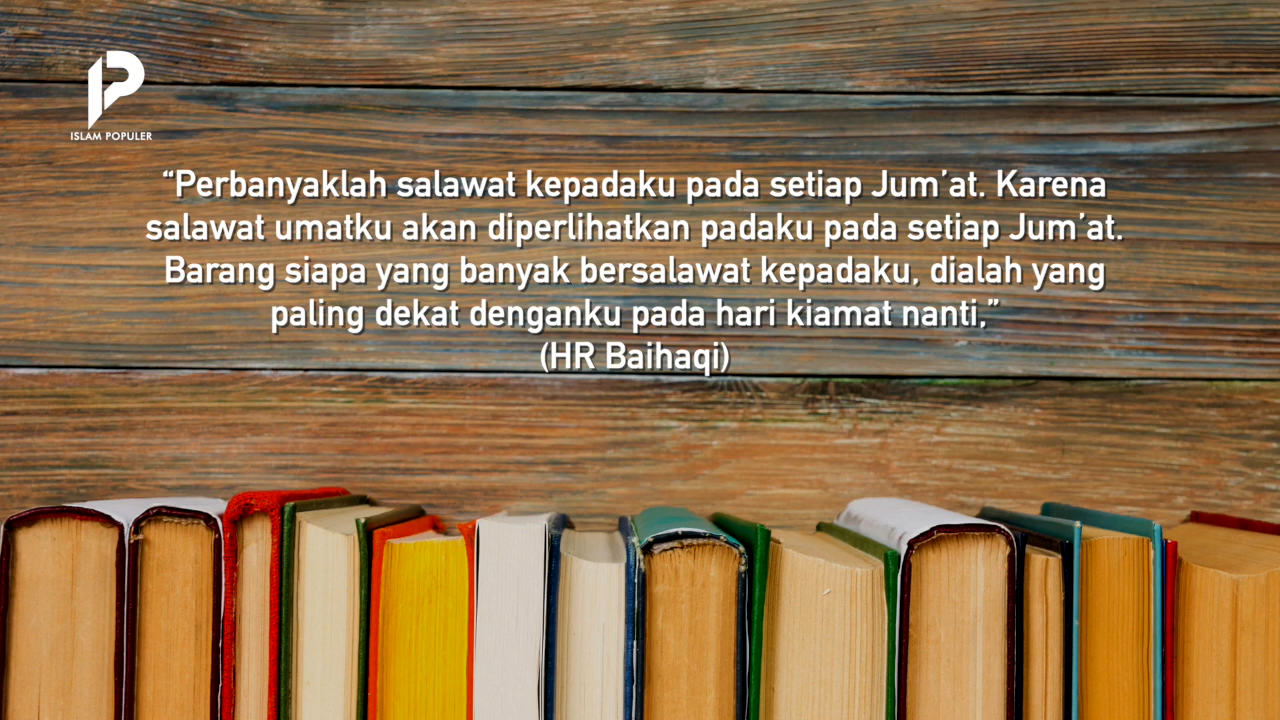 ISLAM POPULER
“Perbanyaklah salawat kepadaku pada setiap Jum’at. Karena
salawat umatku akan diperlihatkan padaku pada setiap Jum’at.
Barang siapa yang banyak bersalawat kepadaku, dialah yang
paling dekat denganku pada hari kiamat nanti,”
(HR Baihaqi)